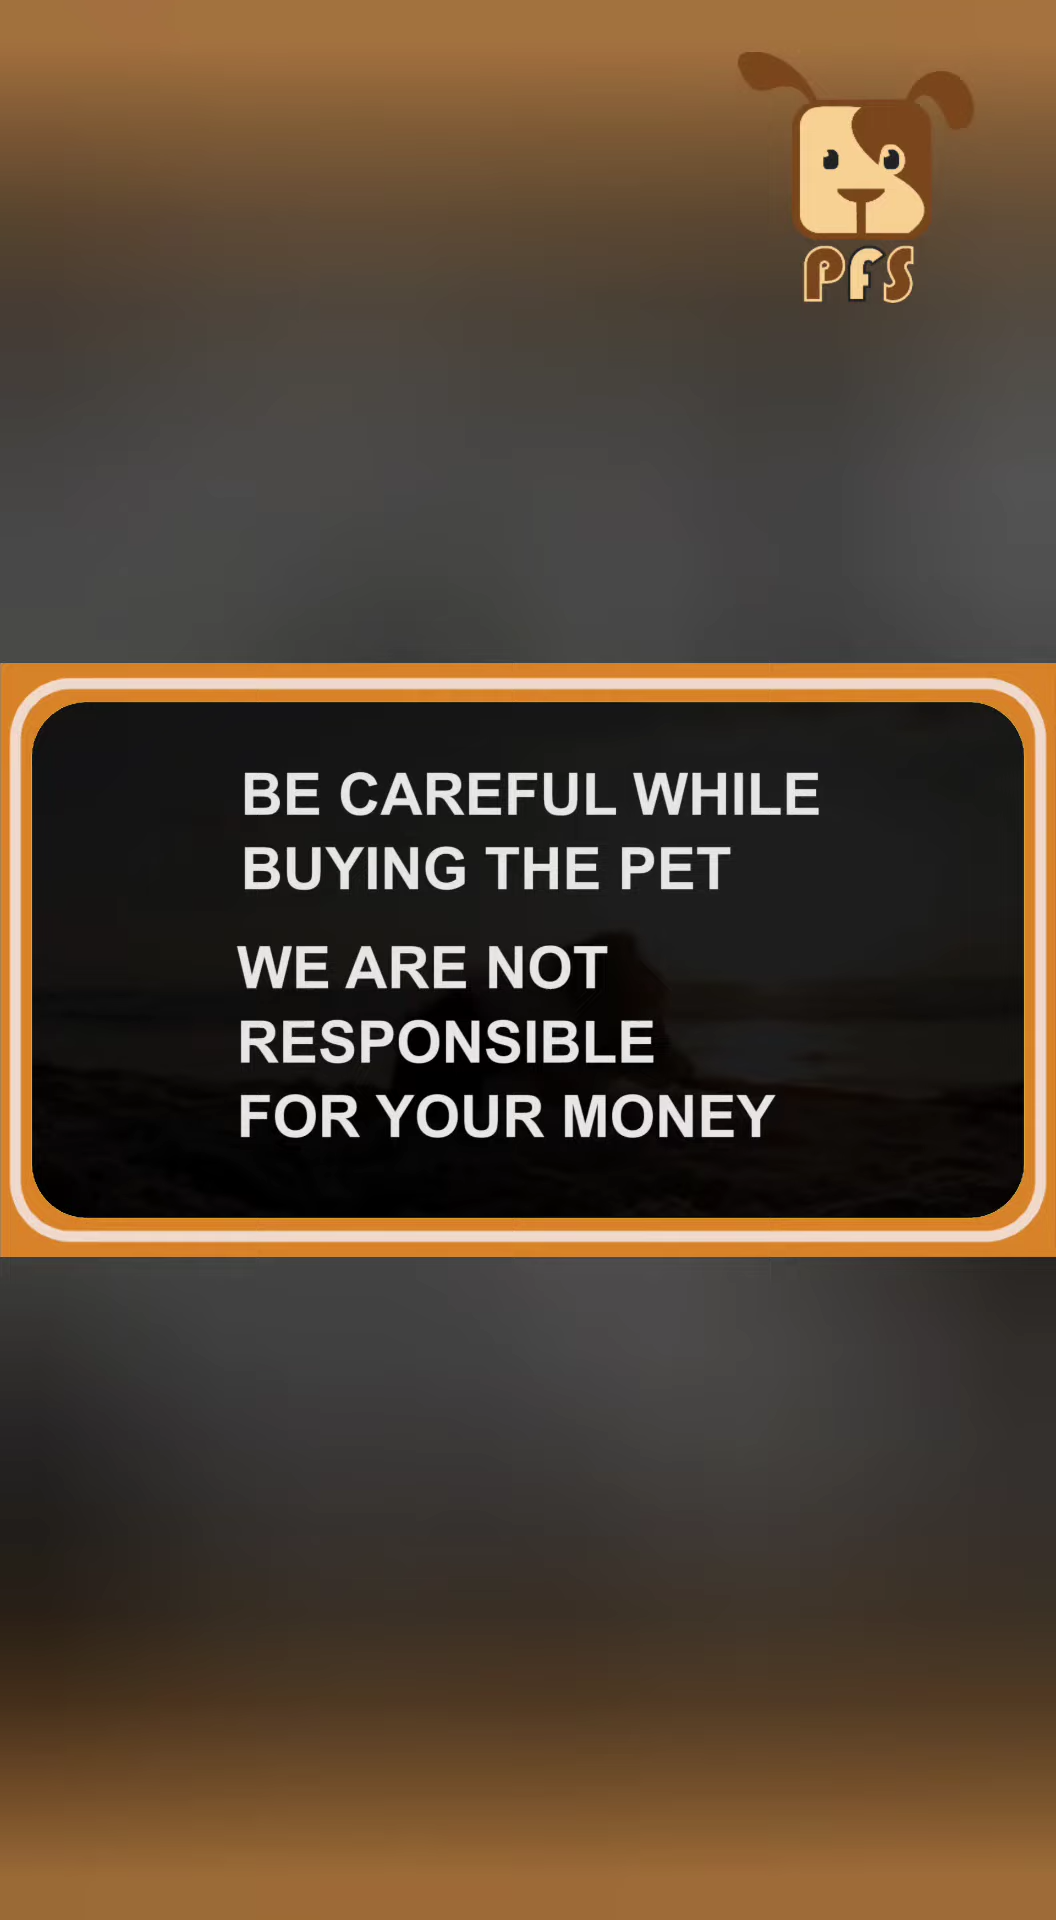 PFS
BE CAREFUL WHILE
BUYING THE PET
WE ARE NOT
RESPONSIBLE
FOR YOUR MONEY